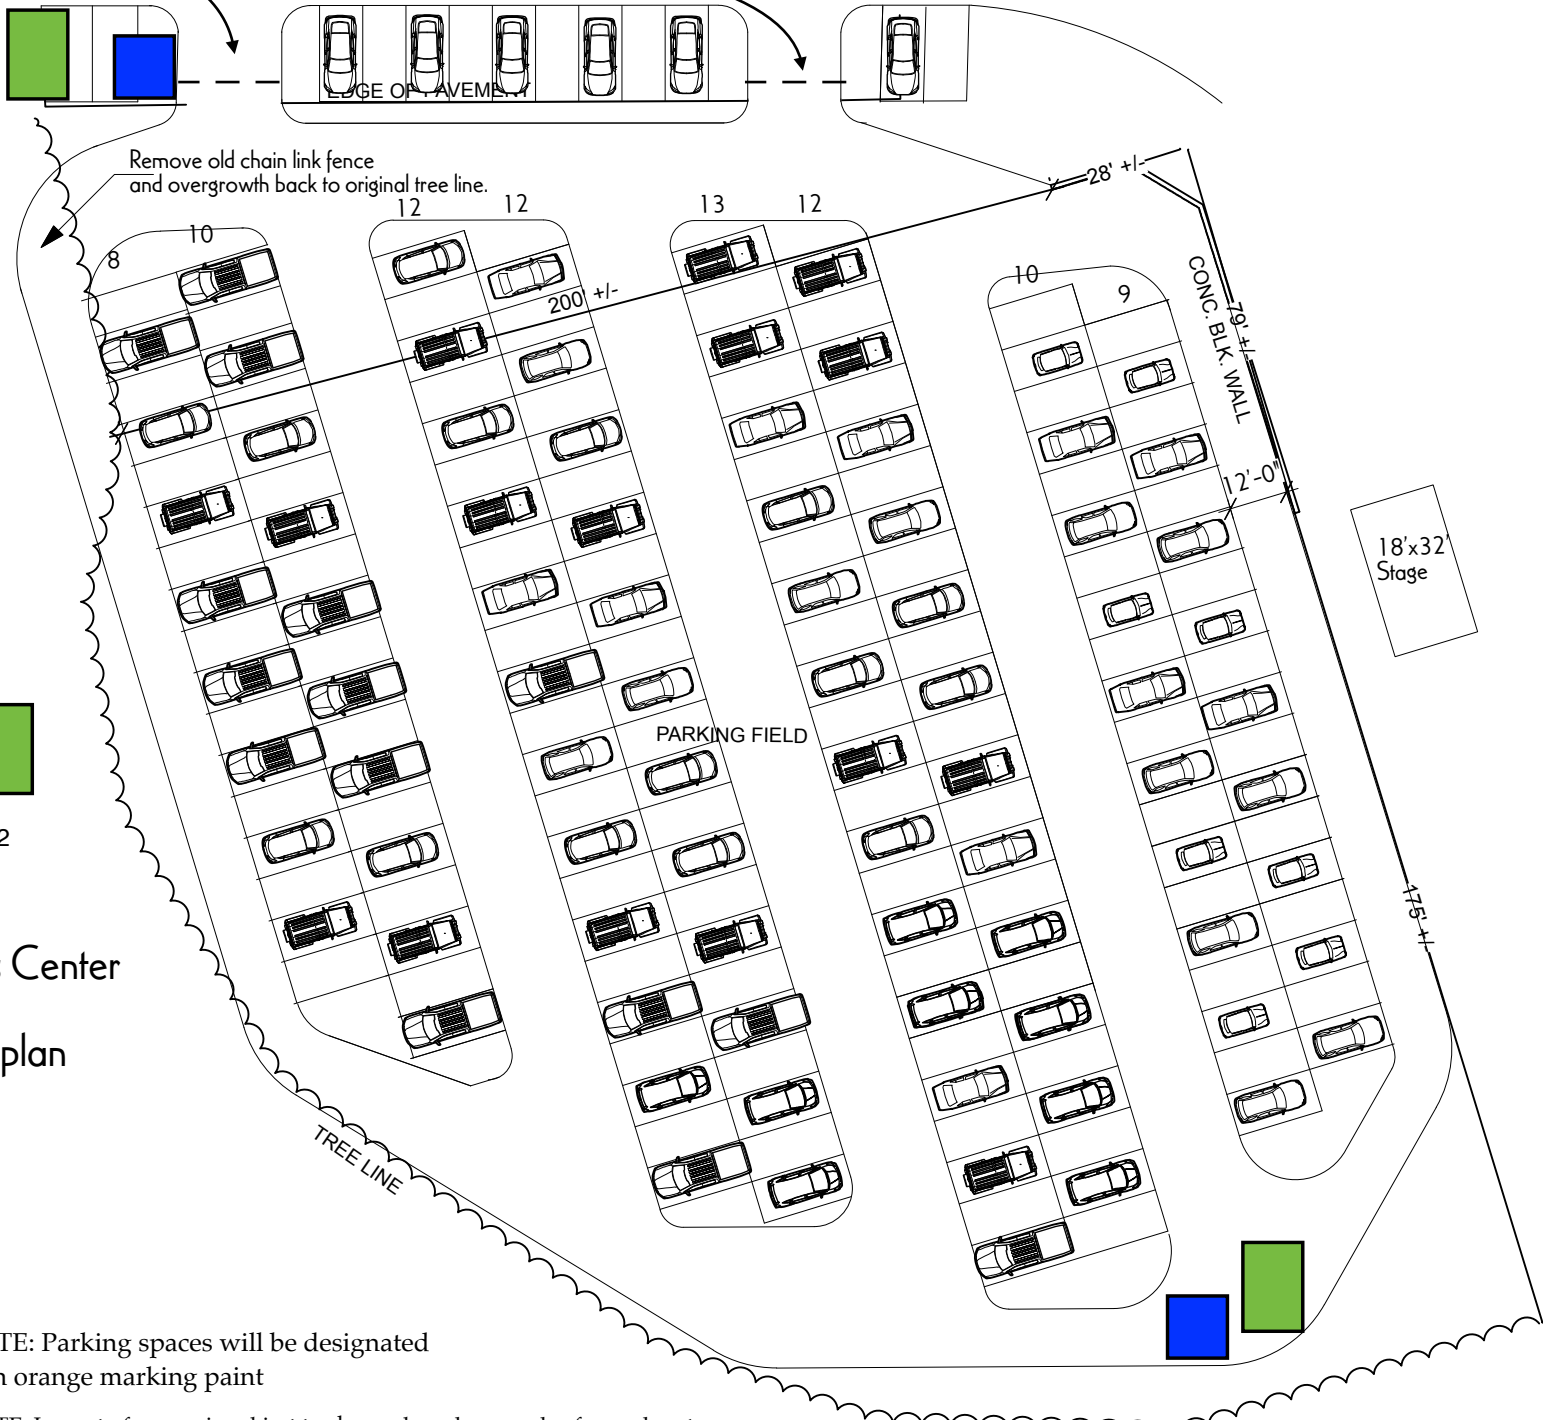 EDGE OF PAVEMENT
Remove old chain link fence
and overgrowth back to original tree line.
28' +/-
12
12
13
12
10
8
10
9
200' +/-
CONC. BLK. WALL
79' +/-
12'-0"
18'x32'
Stage
PARKING FIELD
2
175' +/-
Center
plan
TREE LINE
TE: Parking spaces will be designated
orange marking paint